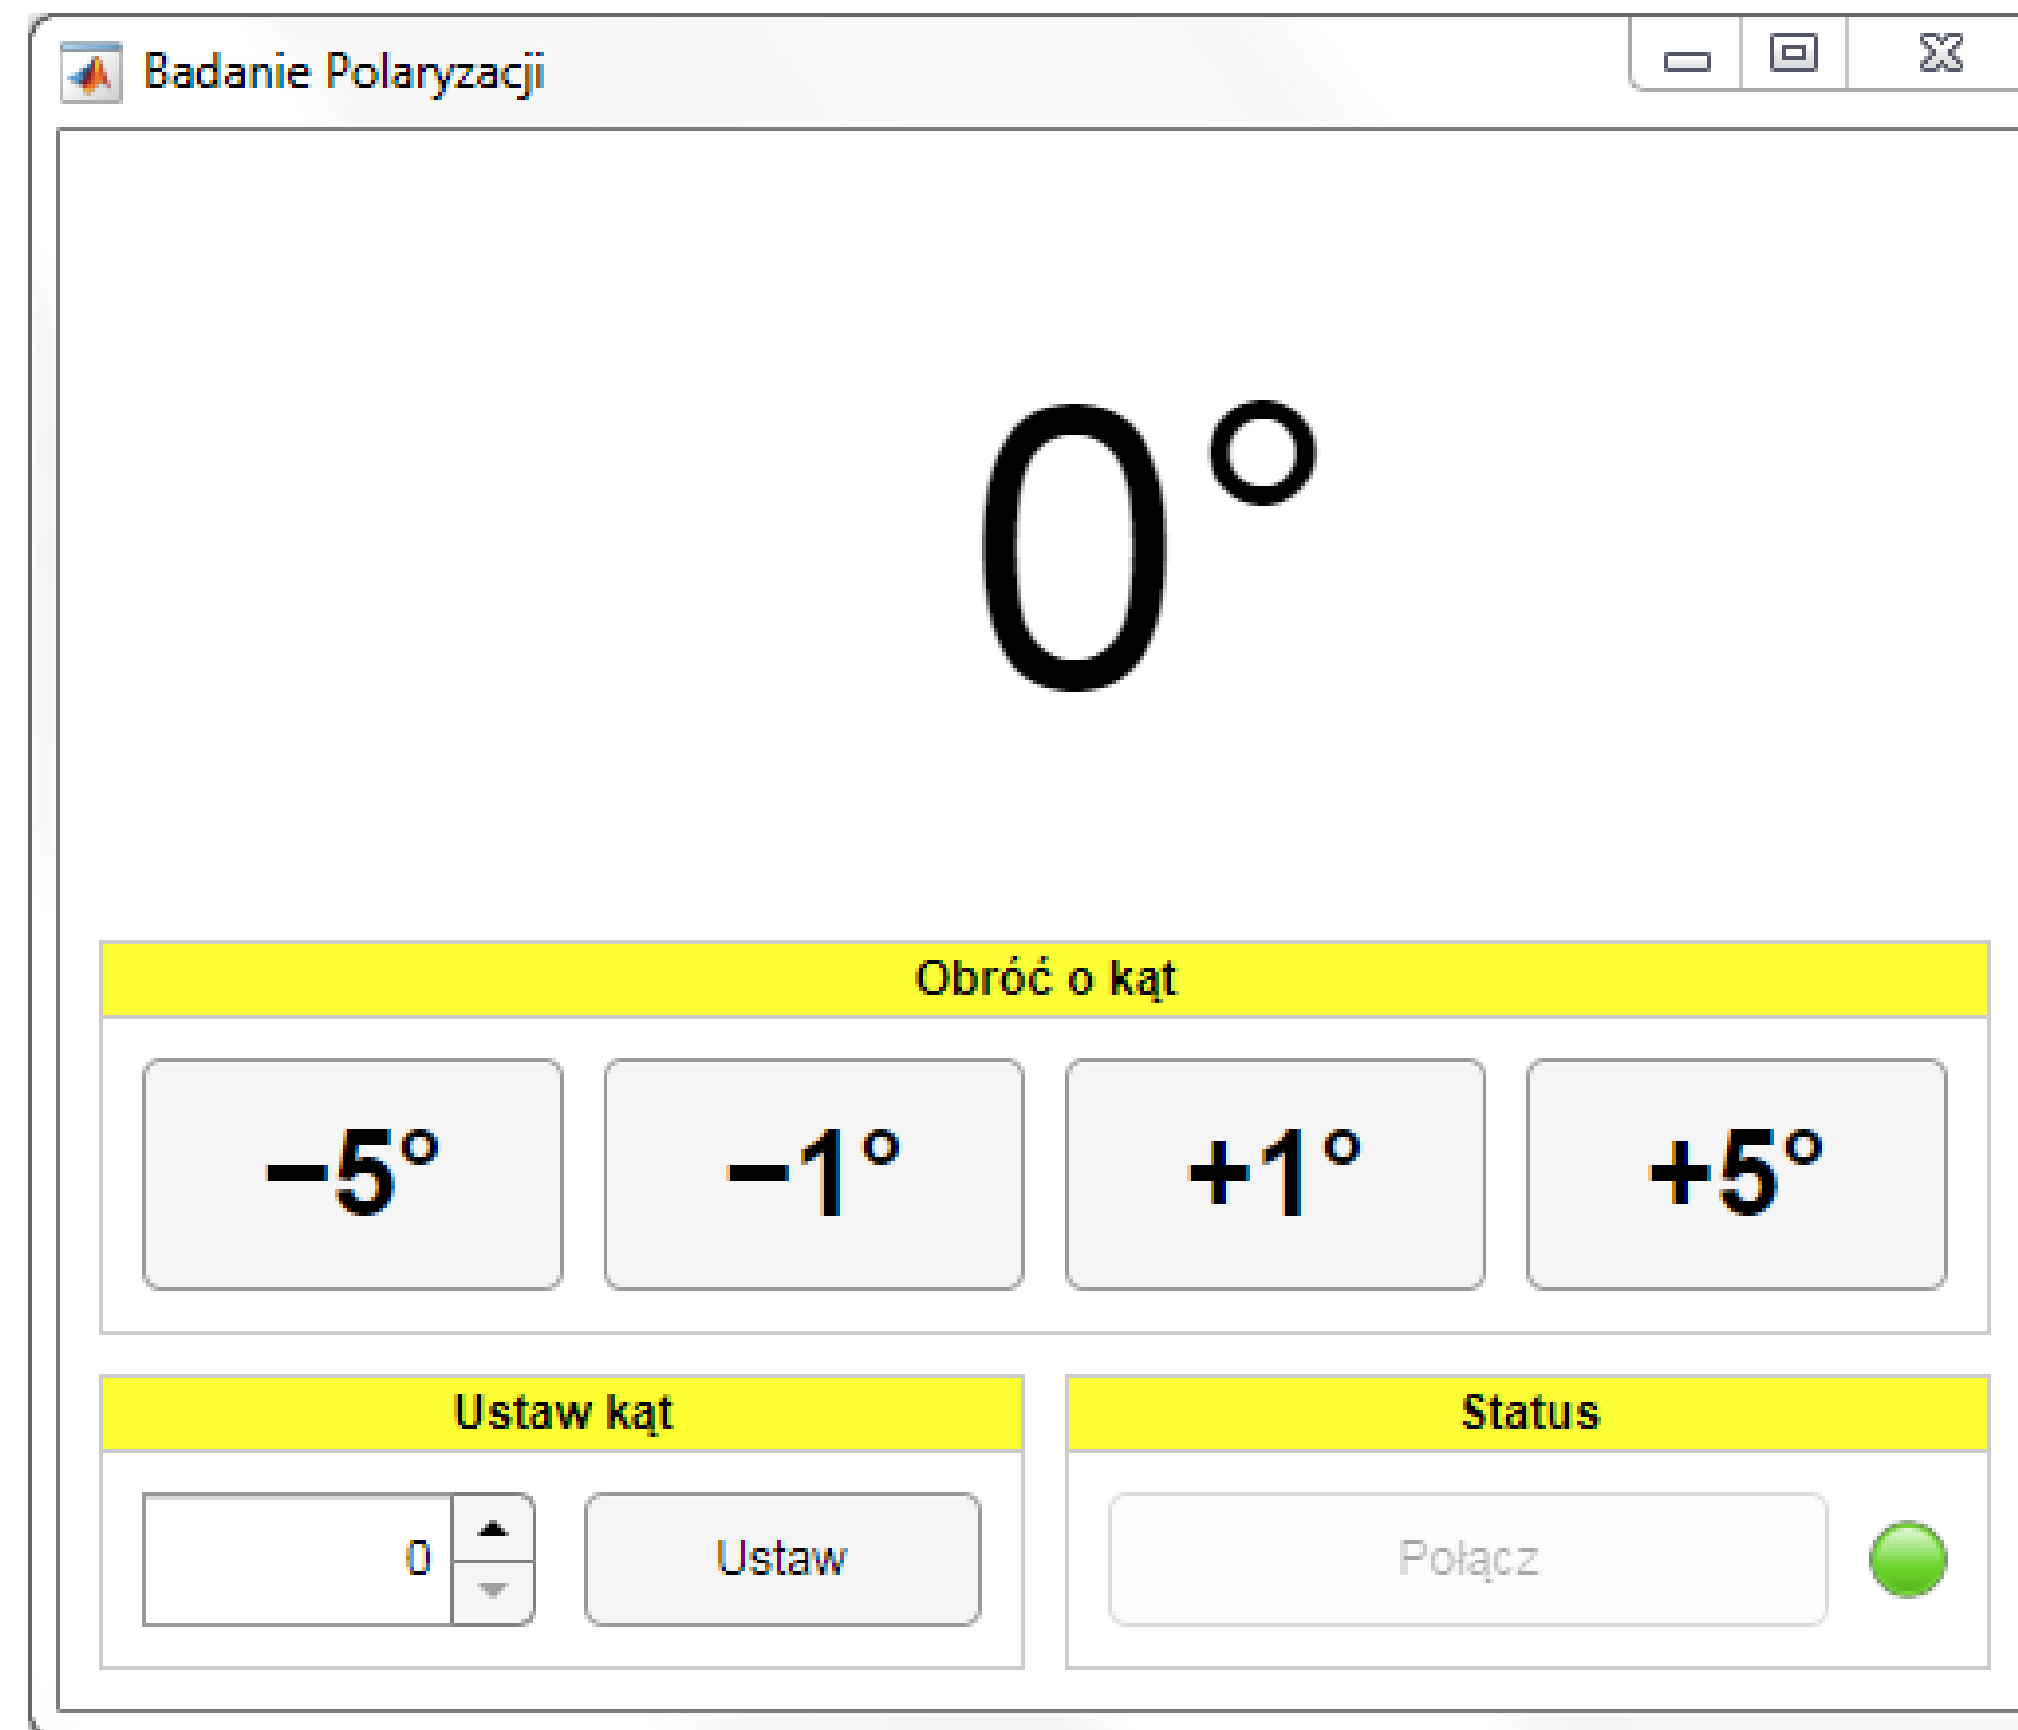 Badanie Polaryzacji
0°
Obróć o kąt
−5° −1° +1° +5°
Ustaw kąt
0 Ustaw
Status
Połącz